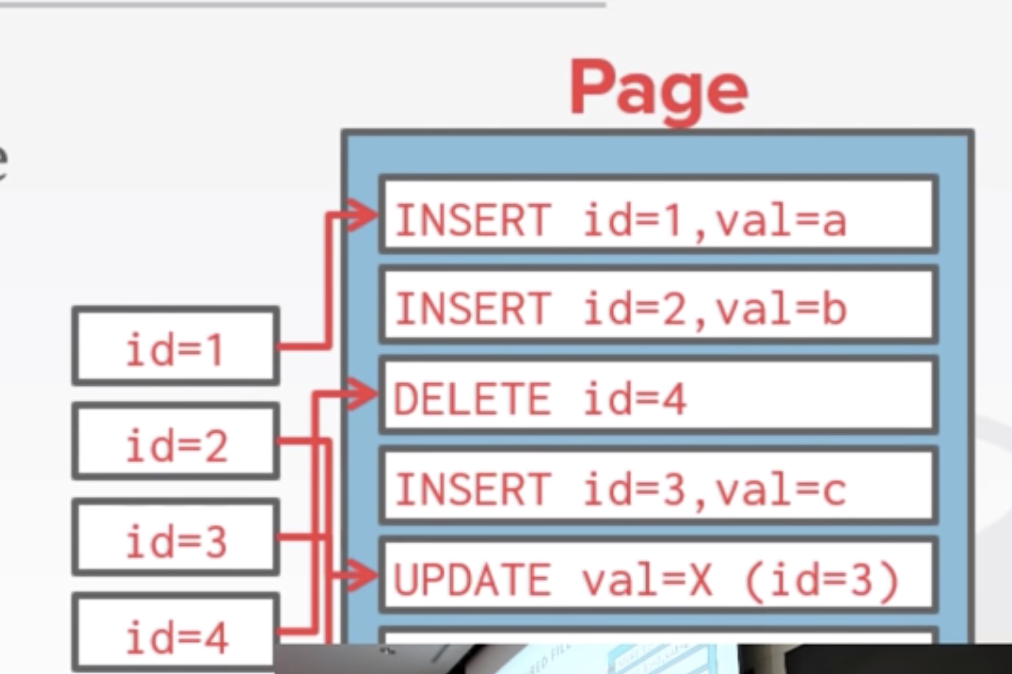 Page
INSERT id=1,val=a
INSERT id=2,val=b
DELETE id=4
INSERT id=3,val=c
UPDATE val=X (id=3)
id=1
id=2
id=3
id=4